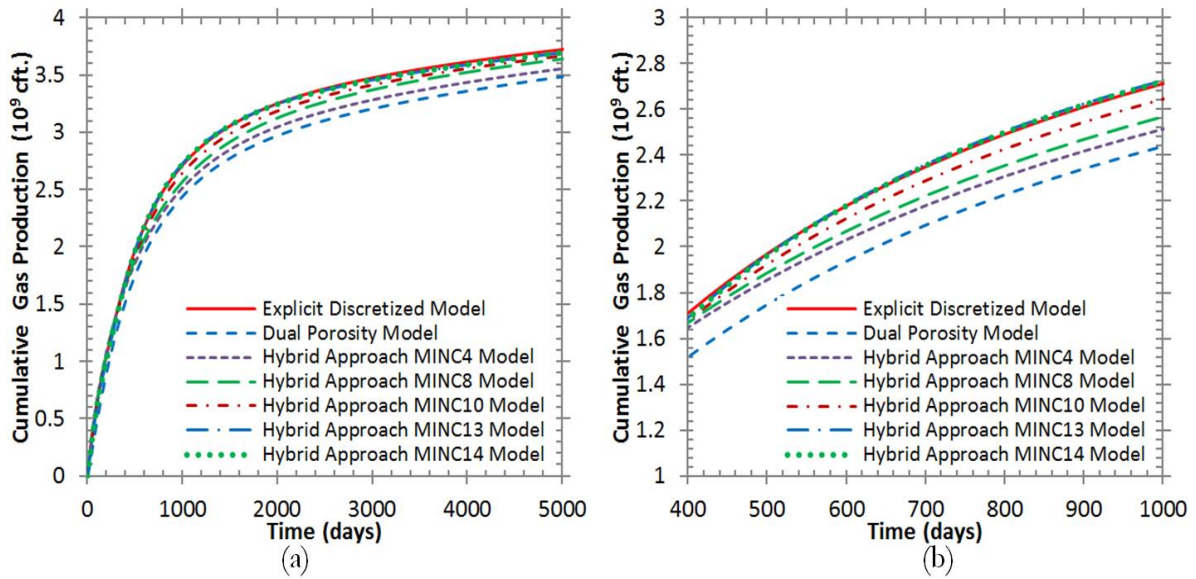 4
3.5
3
2.5
2
1.5
1
0.5
0
Cumulative Gas Production (10⁹ cft.)
Explicit Discretized Model
Dual Porosity Model
Hybrid Approach MINC4 Model
Hybrid Approach MINC8 Model
Hybrid Approach MINC10 Model
Hybrid Approach MINC13 Model
Hybrid Approach MINC14 Model
0 1000 2000 3000 4000 5000
Time (days)
(a)
3
2.8
2.6
2.4
2.2
2
1.8
1.6
1.4
1.2
1
Cumulative Gas Production (10⁹ cft.)
Explicit Discretized Model
Dual Porosity Model
Hybrid Approach MINC4 Model
Hybrid Approach MINC8 Model
Hybrid Approach MINC10 Model
Hybrid Approach MINC13 Model
Hybrid Approach MINC14 Model
400 500 600 700 800 900 1000
Time (days)
(b)